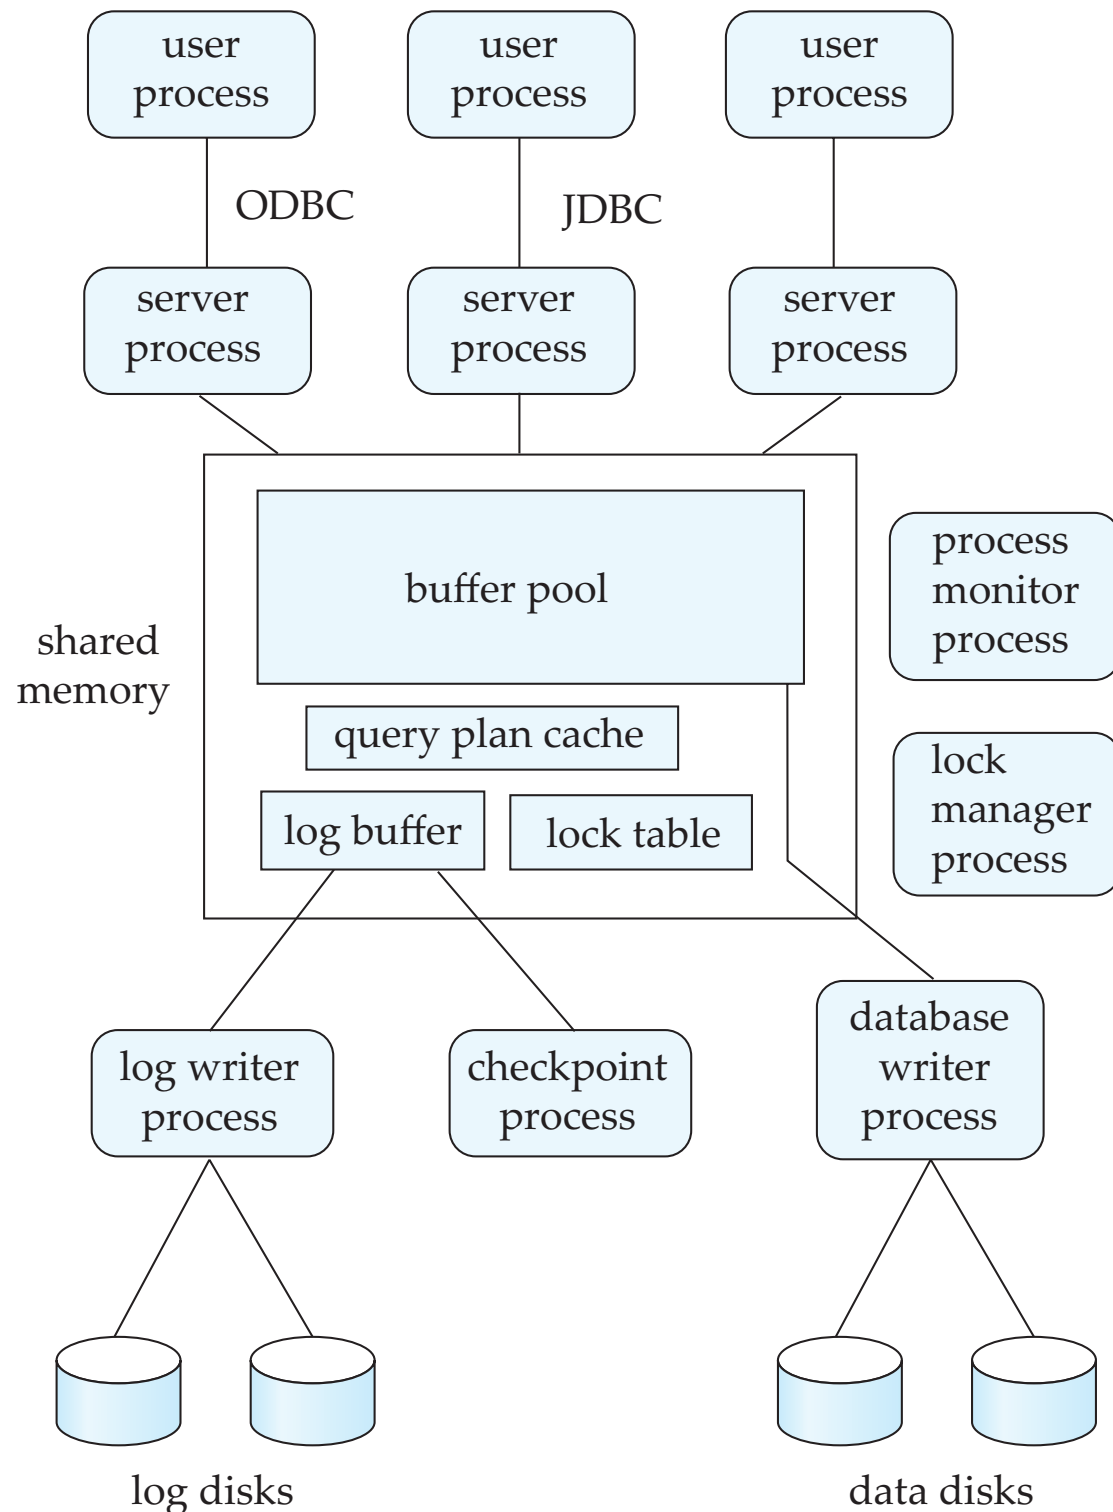 user
process
user
process
user
process
ODBC
JDBC
server
process
server
process
server
process
shared
memory
buffer pool
query plan cache
log buffer
lock table
process
monitor
process
lock
manager
process
log writer
process
checkpoint
process
database
writer
process
log disks
data disks